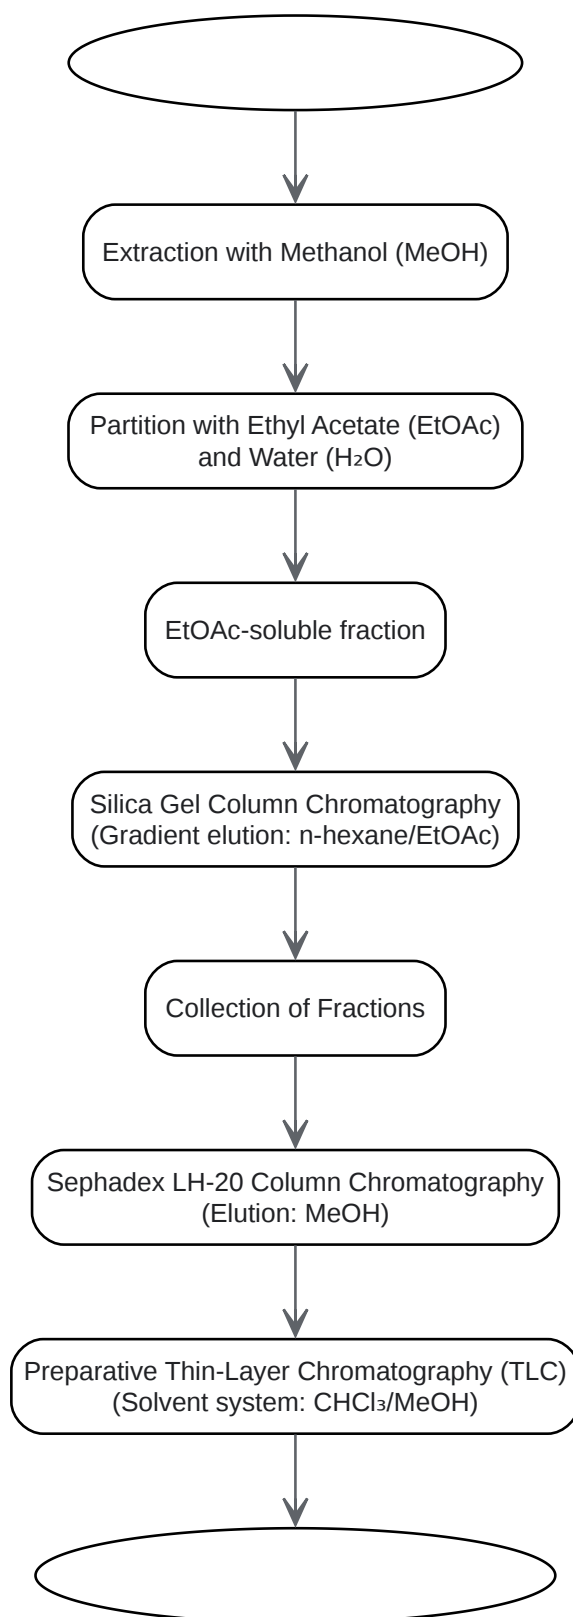 Extraction with Methanol (MeOH)
Partition with Ethyl Acetate (EtOAc)
and Water (H₂O)
EtOAc-soluble fraction
Silica Gel Column Chromatography
(Gradient elution: n-hexane/EtOAc)
Collection of Fractions
Sephadex LH-20 Column Chromatography
(Elution: MeOH)
Preparative Thin-Layer Chromatography (TLC)
(Solvent system: CHCl₃/MeOH)